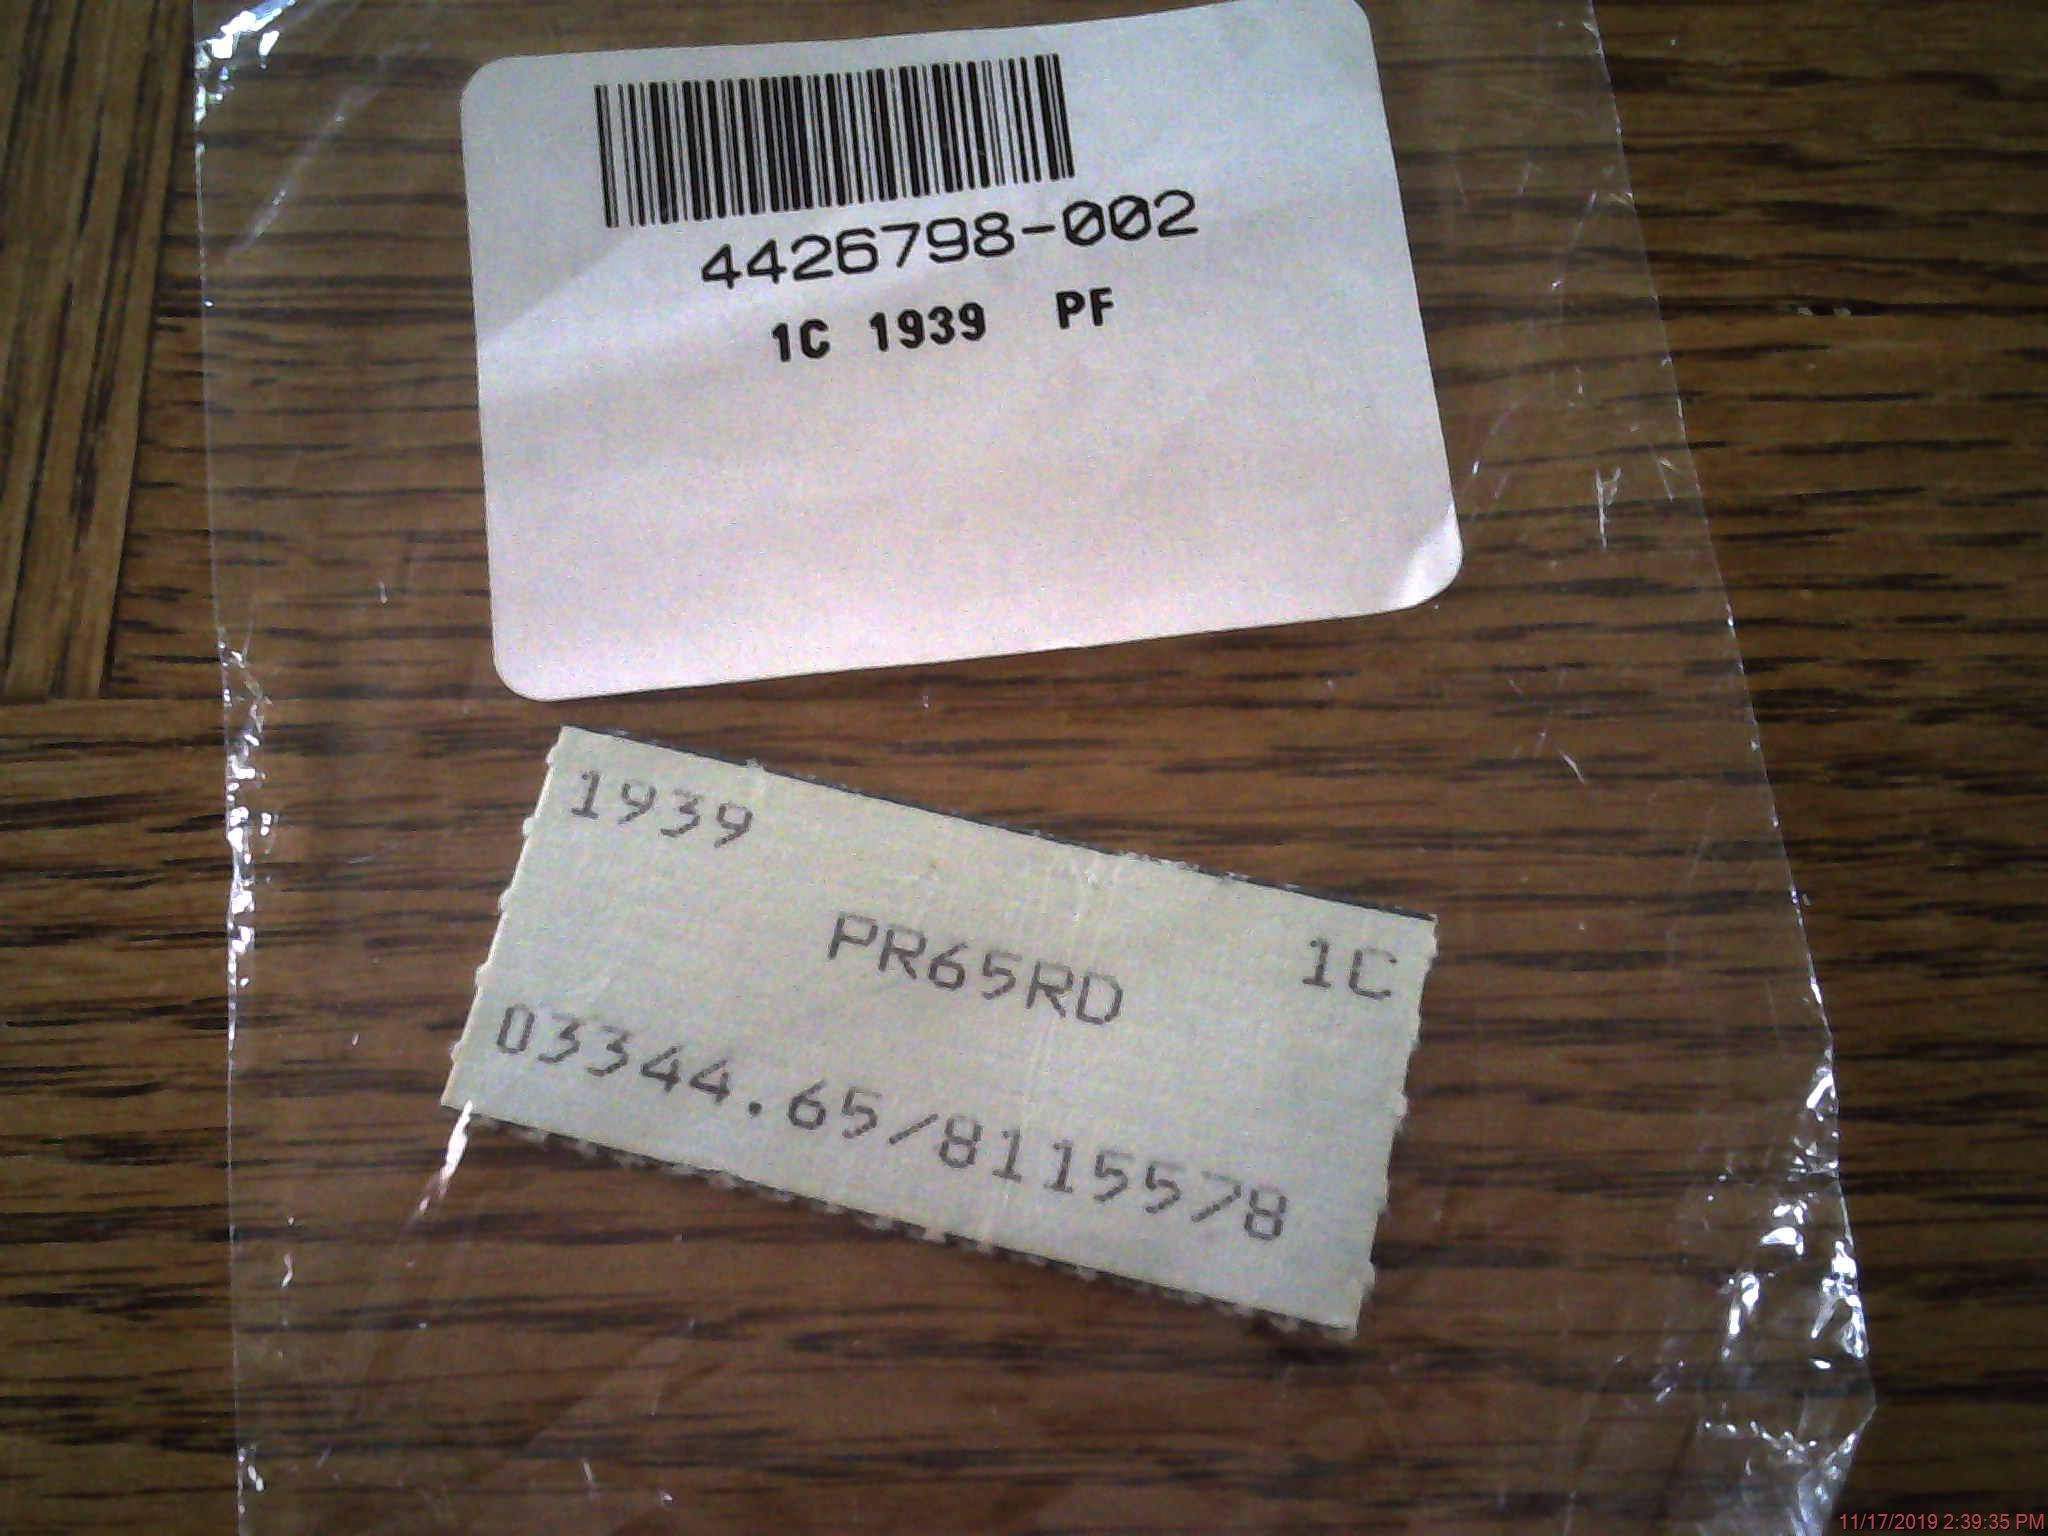 4426798-002
1C 1939 PF
1939
PR65RD 1C
03344.65/8115578
11/17/2019 2:39:35 PM